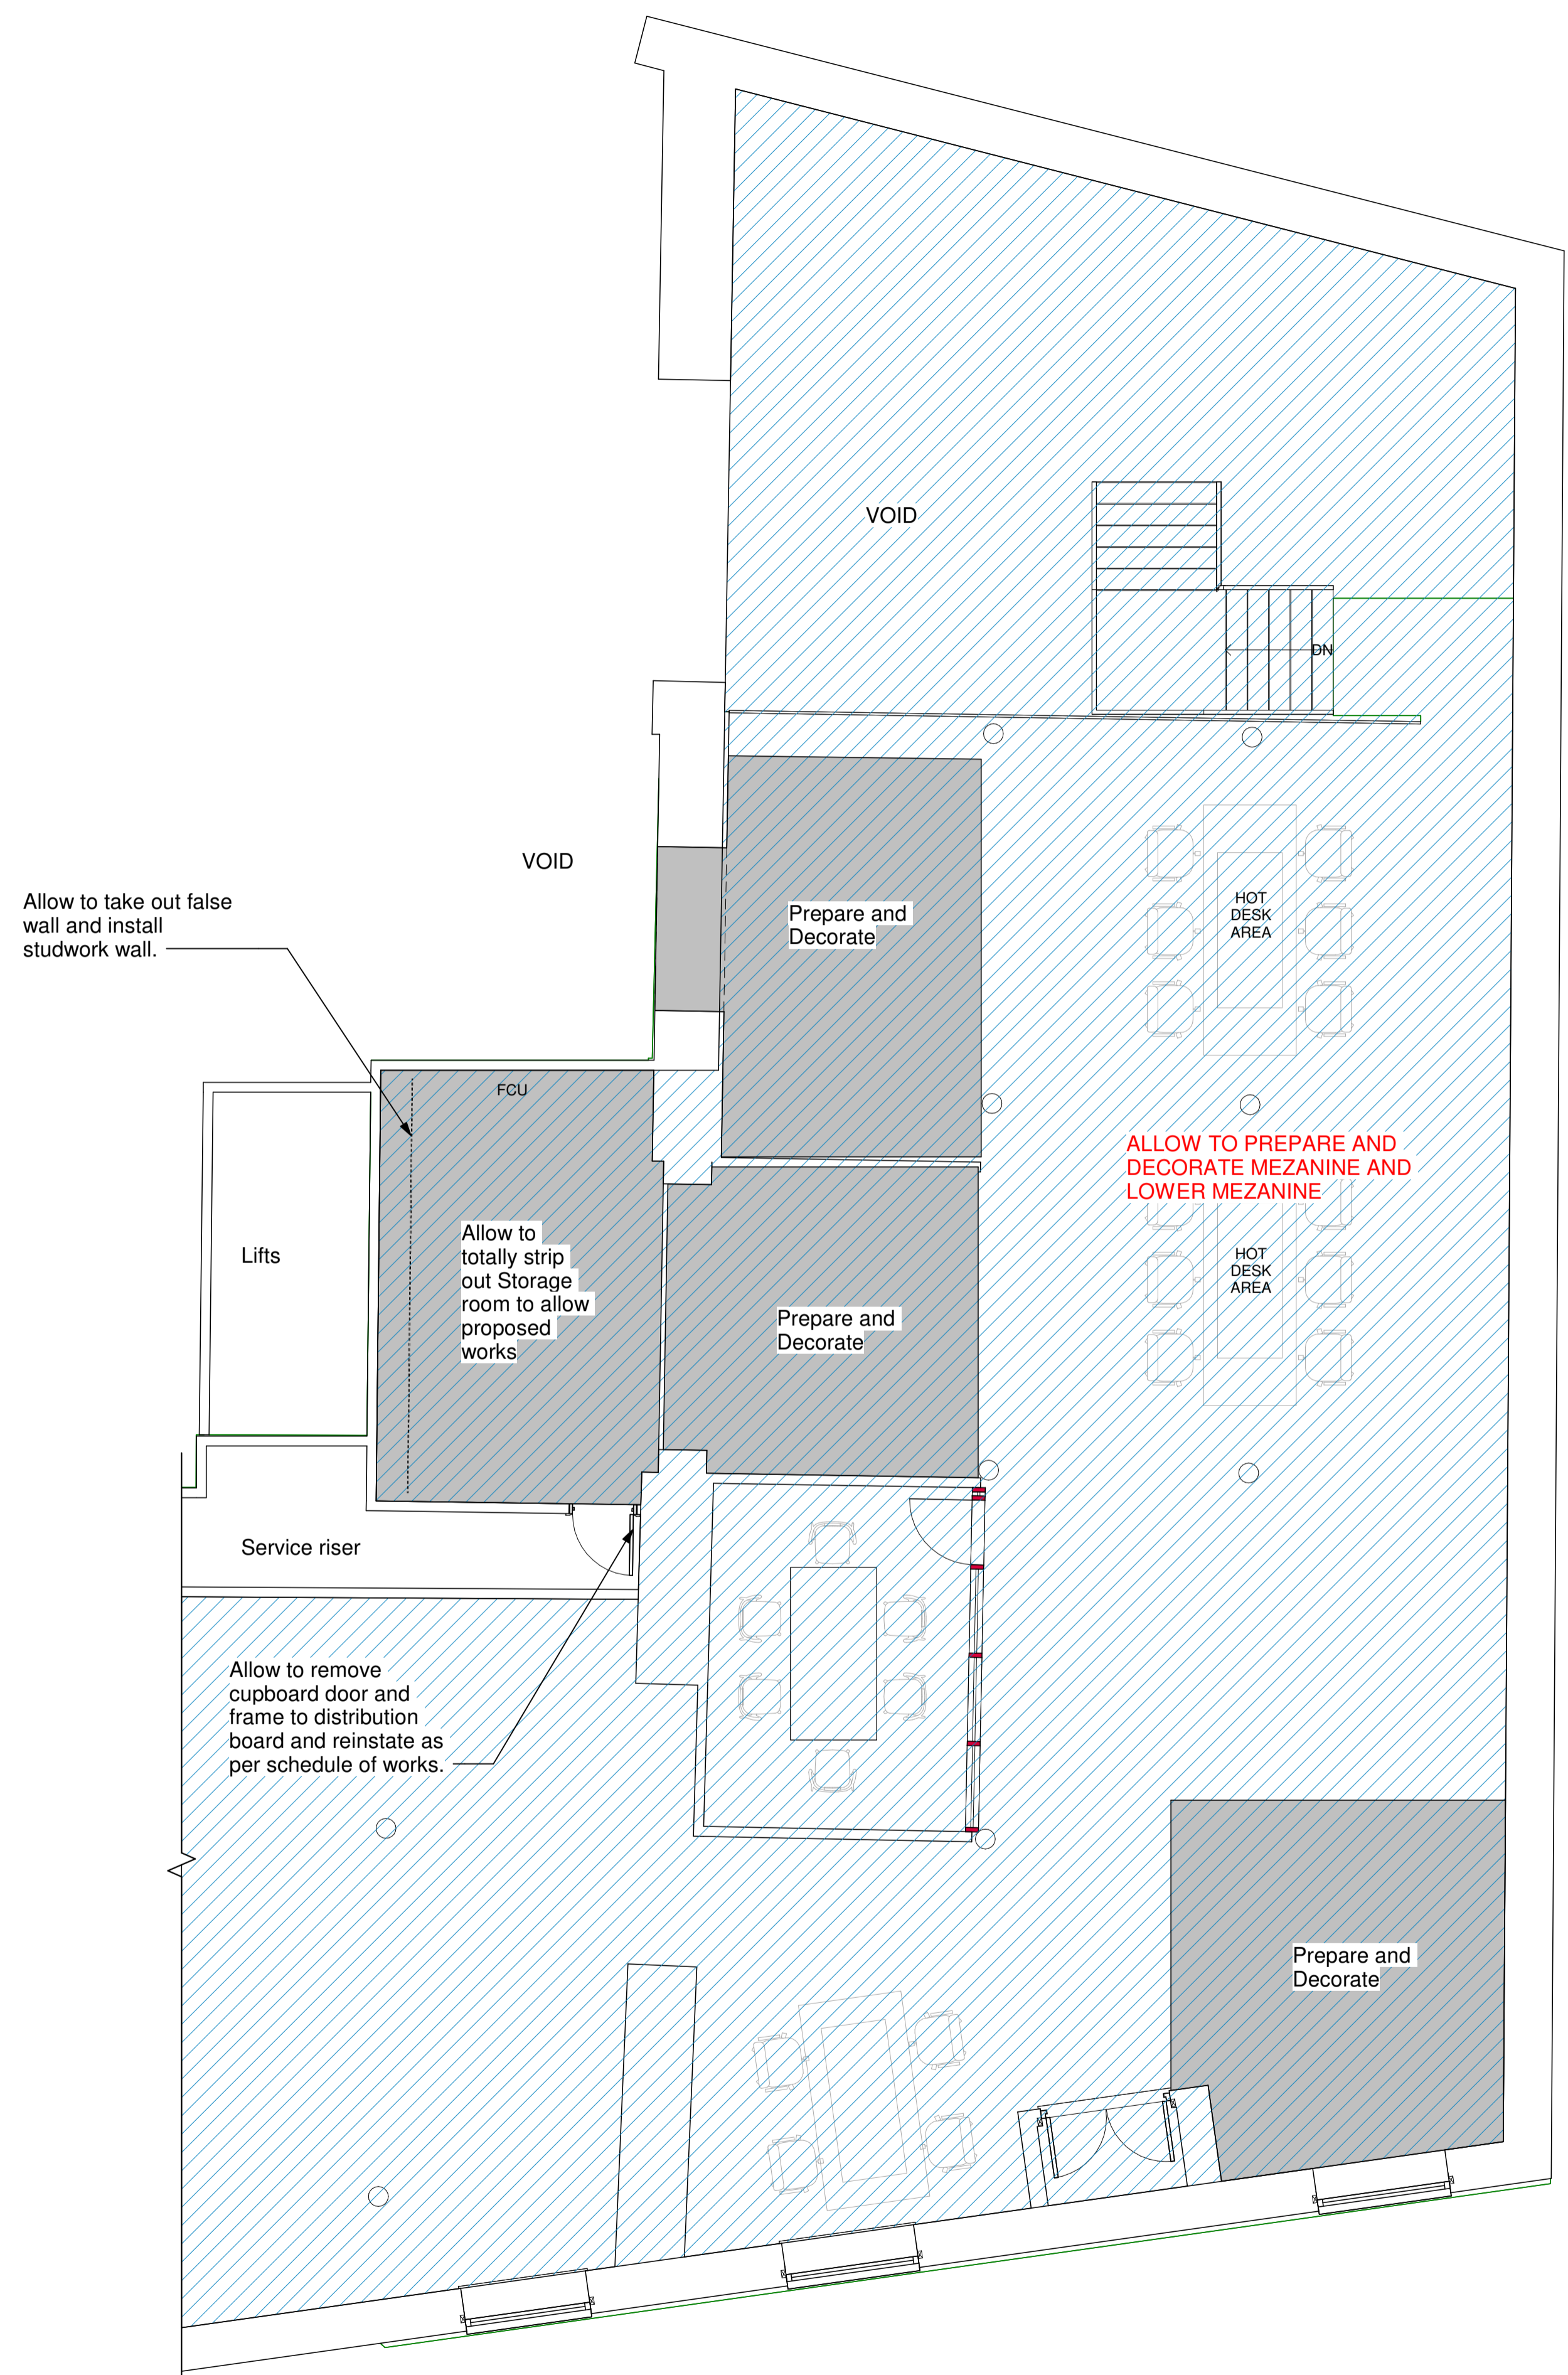 VOID
DN
VOID
Allow to take out false
wall and install
studwork wall.
Prepare and
Decorate
HOT
DESK
AREA
FCU
ALLOW TO PREPARE AND
DECORATE MEZANINE AND
LOWER MEZANINE
Lifts
Allow to
totally strip
out Storage
room to allow
proposed
works
HOT
DESK
AREA
Prepare and
Decorate
Service riser
Allow to remove
cupboard door and
frame to distribution
board and reinstate as
per schedule of works.
Prepare and
Decorate